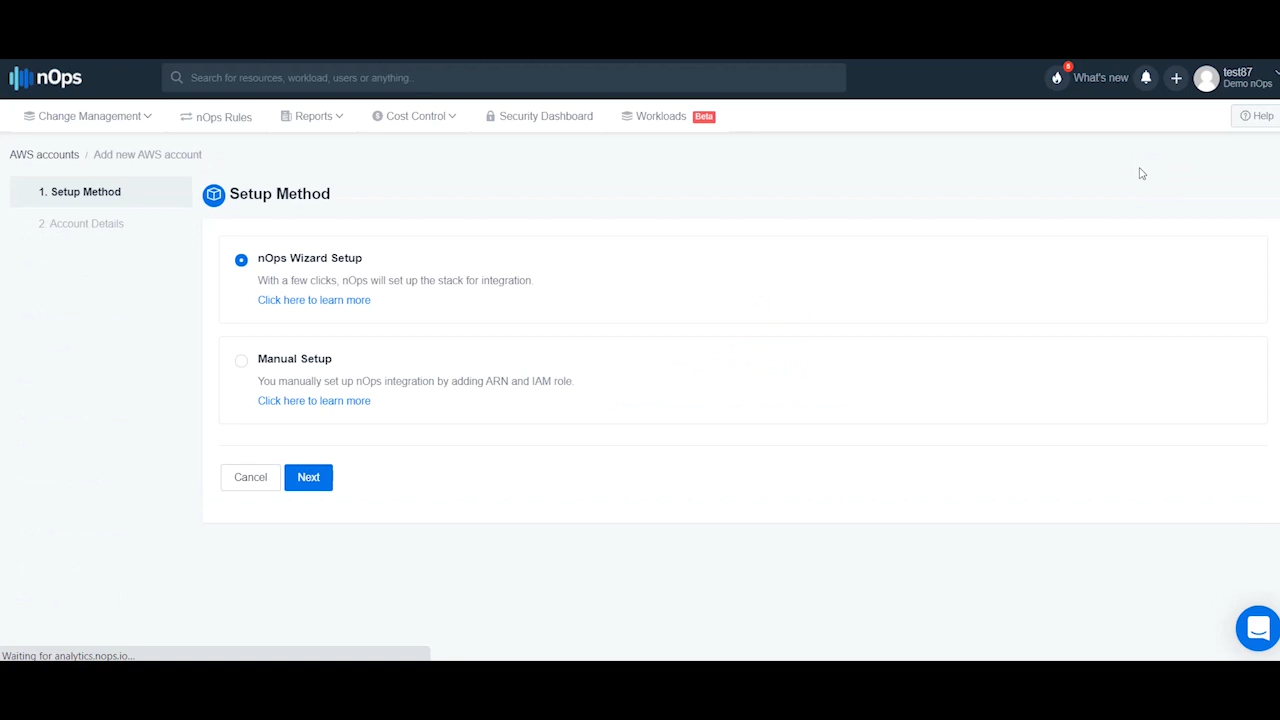 nOps
Search for resources, workload, users or anything..
5
What's new
test87
Demo nOps
Change Management
nOps Rules
Reports
Cost Control
Security Dashboard
Workloads Beta
Help
AWS accounts / Add new AWS account
1. Setup Method
2 Account Details
Setup Method
nOps Wizard Setup
With a few clicks, nOps will set up the stack for integration.
Click here to learn more
Manual Setup
You manually set up nOps integration by adding ARN and IAM role.
Click here to learn more
Cancel
Next
Waiting for analytics.nops.io...